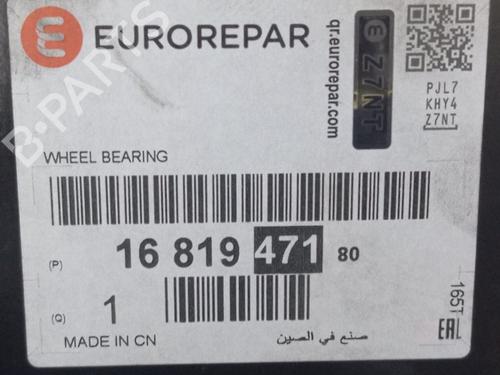 EUROREPAR
qr.eurorepar.com
Z7NT
PJL7
KHY4
Z7NT
B-PARTS
WHEEL BEARING
(P) 16 819 471 80
(Q) 1
165T
MADE IN CN
صنع في الصين
EAC